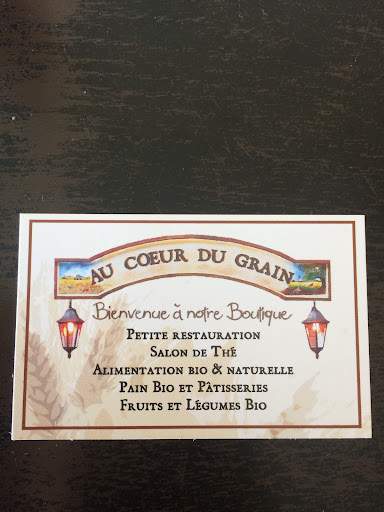 AU COEUR DU GRAIN
Bienvenue à notre Boutique
PETITE RESTAURATION
SALON DE THÉ
ALIMENTATION BIO & NATURELLE
PAIN BIO ET PÂTISSERIES
FRUITS ET LÉGUMES BIO